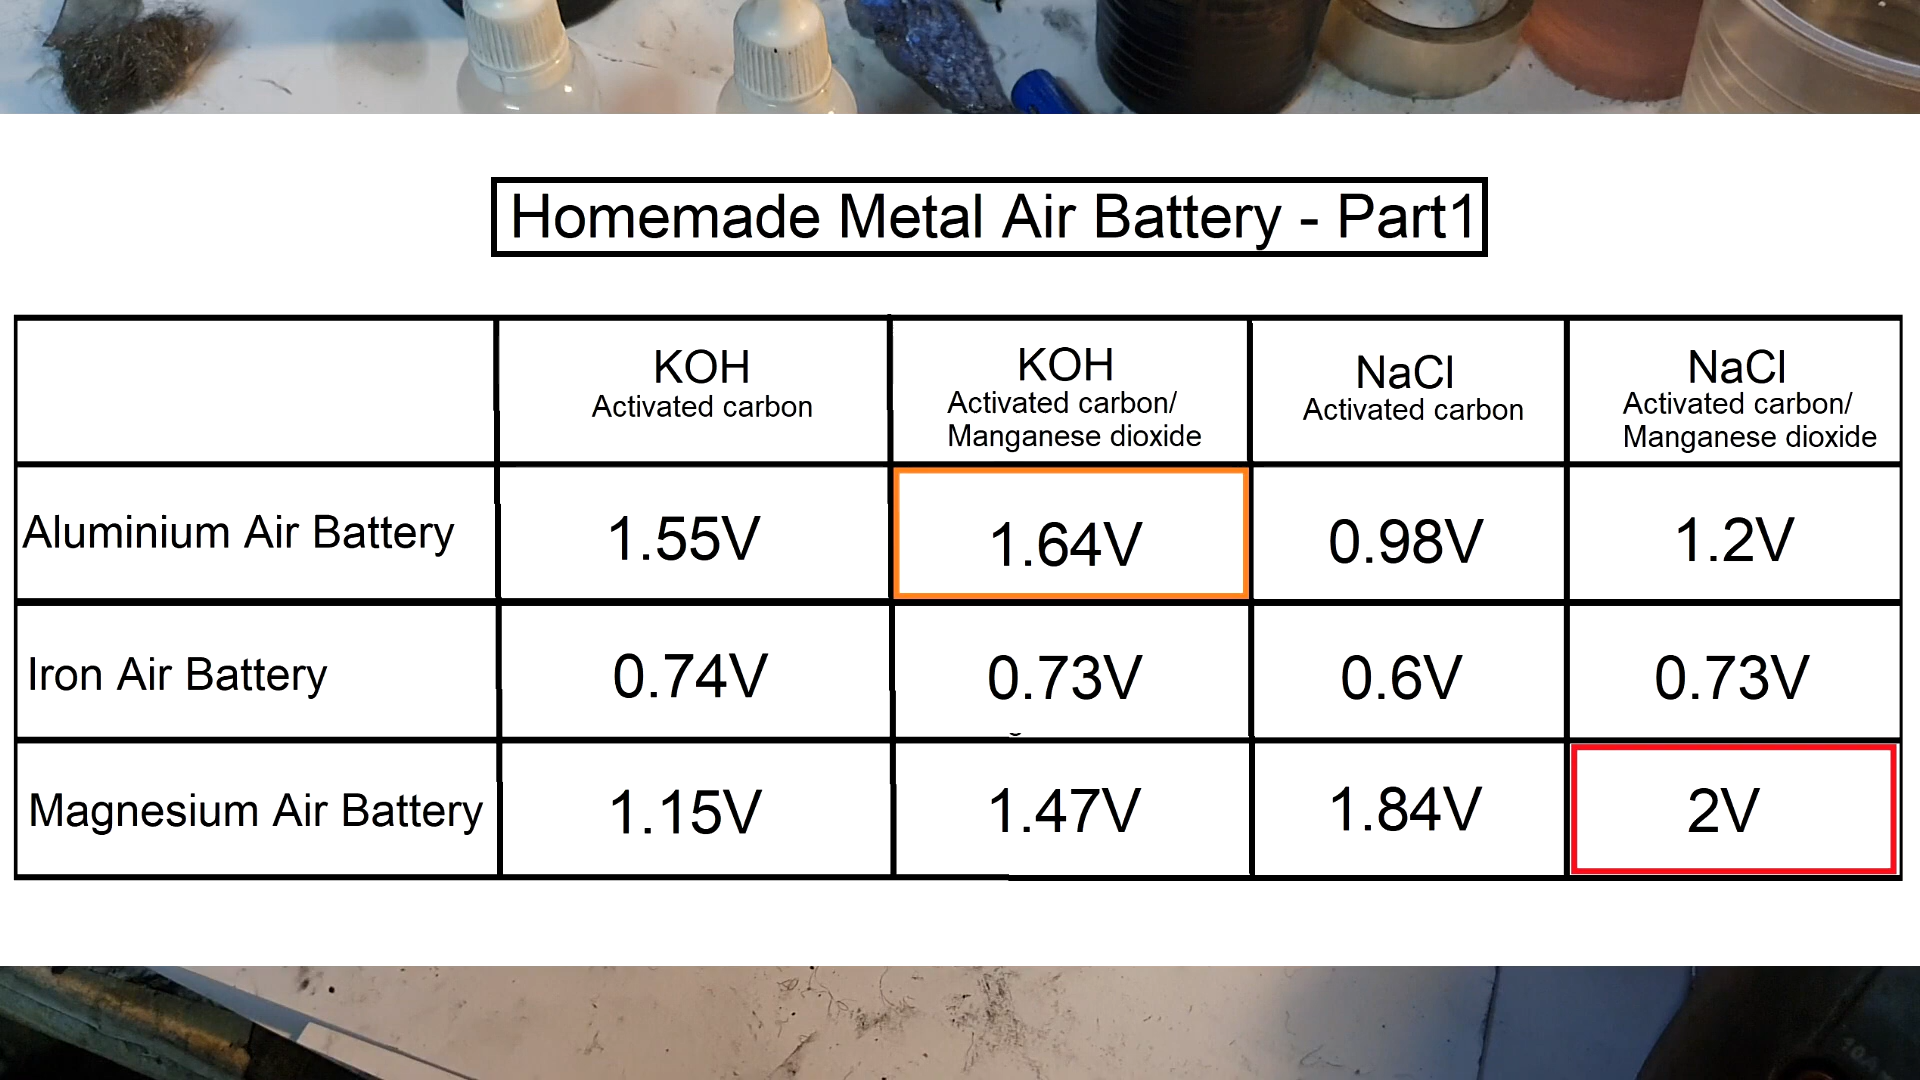 Homemade Metal Air Battery - Part1
KOH
Activated carbon
KOH
Activated carbon/
Manganese dioxide
NaCl
Activated carbon
NaCl
Activated carbon/
Manganese dioxide
Aluminium Air Battery 1.55V 1.64V 0.98V 1.2V
Iron Air Battery 0.74V 0.73V 0.6V 0.73V
Magnesium Air Battery 1.15V 1.47V 1.84V 2V